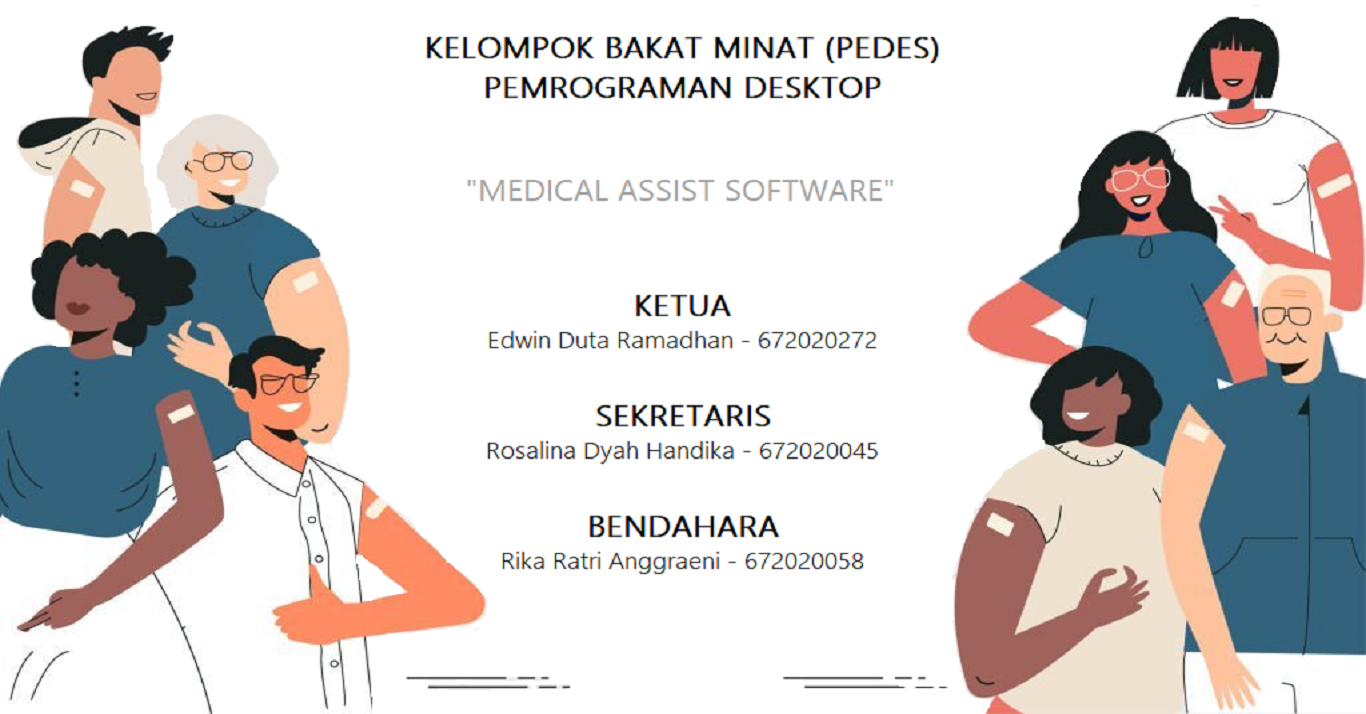 KELOMPOK BAKAT MINAT (PEDES)
PEMROGRAMAN DESKTOP
"MEDICAL ASSIST SOFTWARE"
KETUA
Edwin Duta Ramadhan - 672020272
SEKRETARIS
Rosalina Dyah Handika - 672020045
BENDAHARA
Rika Ratri Anggraeni - 672020058